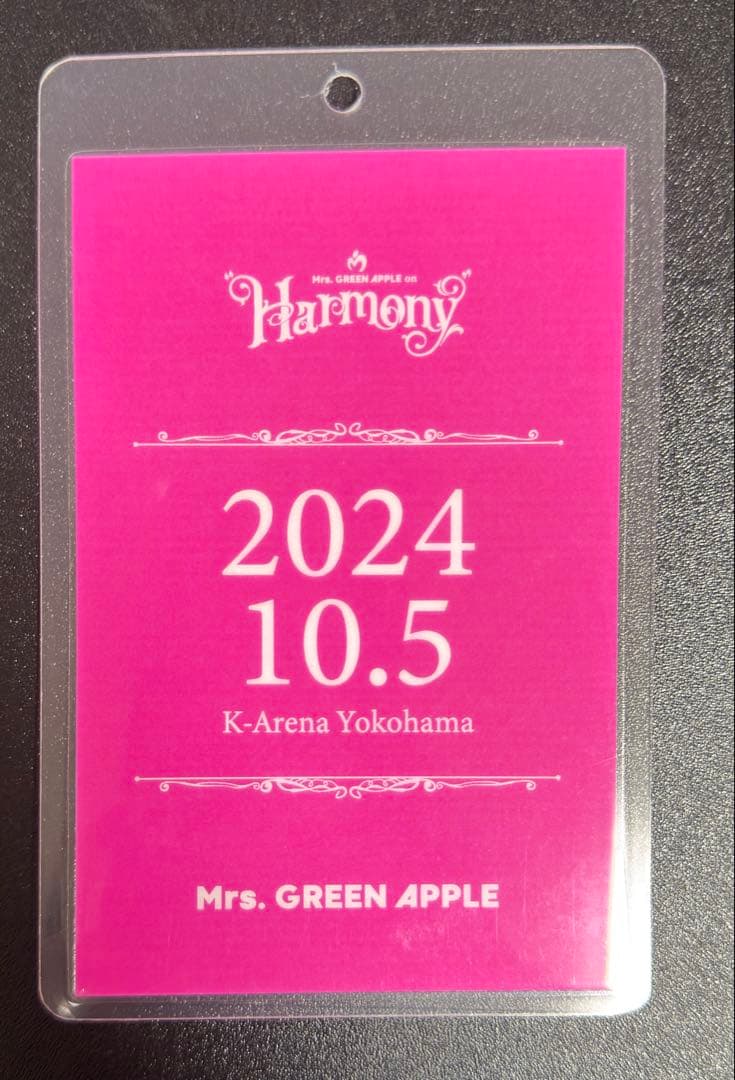 Mrs. GREEN APPLE on
"Harmony"
2024
10.5
K-Arena Yokohama
Mrs. GREEN APPLE